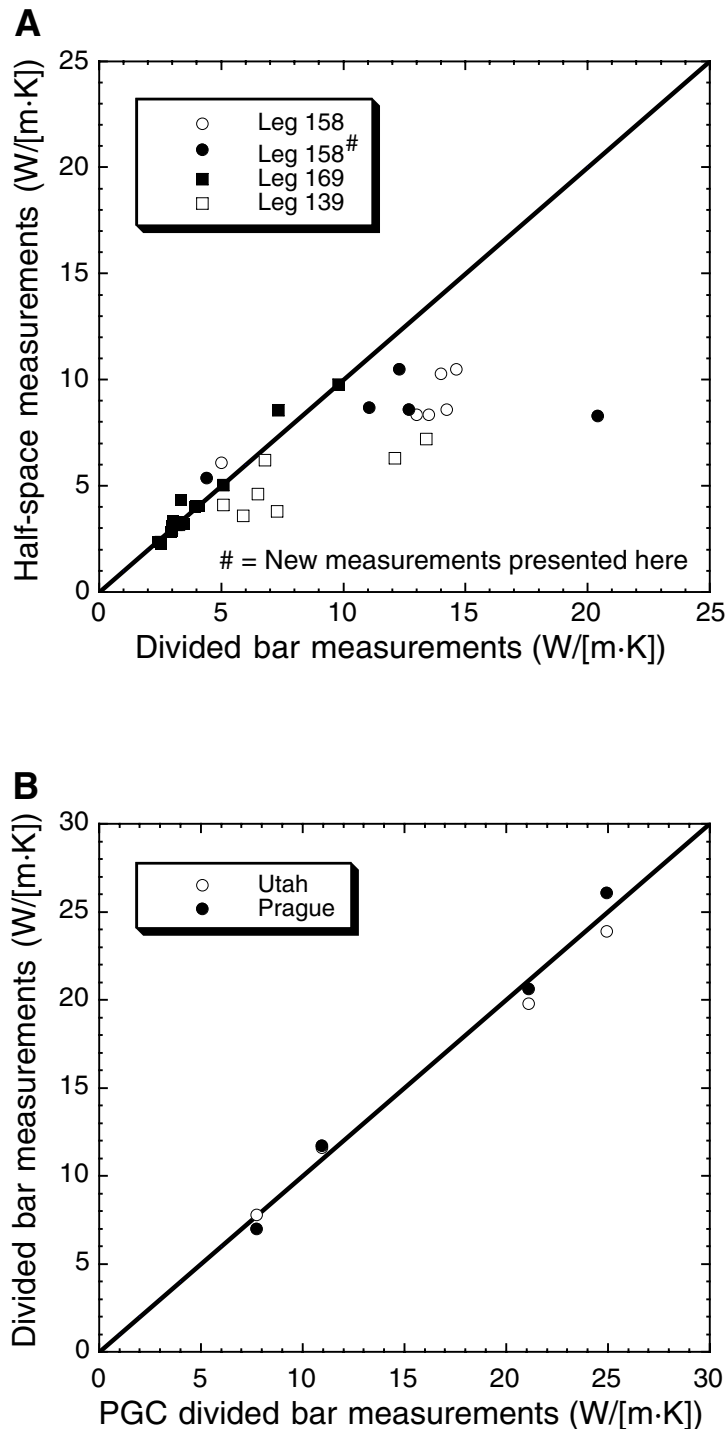 A
Half-space measurements (W/[m·K])
25
20
15
10
5
0
Leg 158
Leg 158#
Leg 169
Leg 139
# = New measurements presented here
0 5 10 15 20 25
Divided bar measurements (W/[m·K])
B
Divided bar measurements (W/[m·K])
30
25
20
15
10
5
0
Utah
Prague
0 5 10 15 20 25 30
PGC divided bar measurements (W/[m·K])